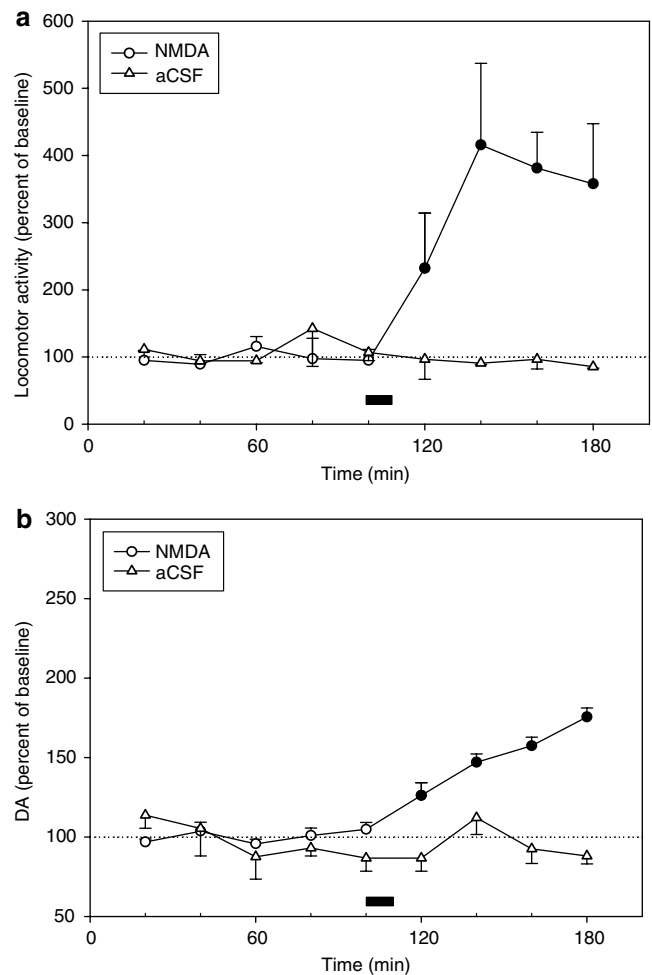 a
600
500
400
300
200
100
0
NMDA
aCSF
Locomotor activity (percent of baseline)
0 60 120 180
Time (min)
b
300
250
200
150
100
50
NMDA
aCSF
DA (percent of baseline)
0 60 120 180
Time (min)